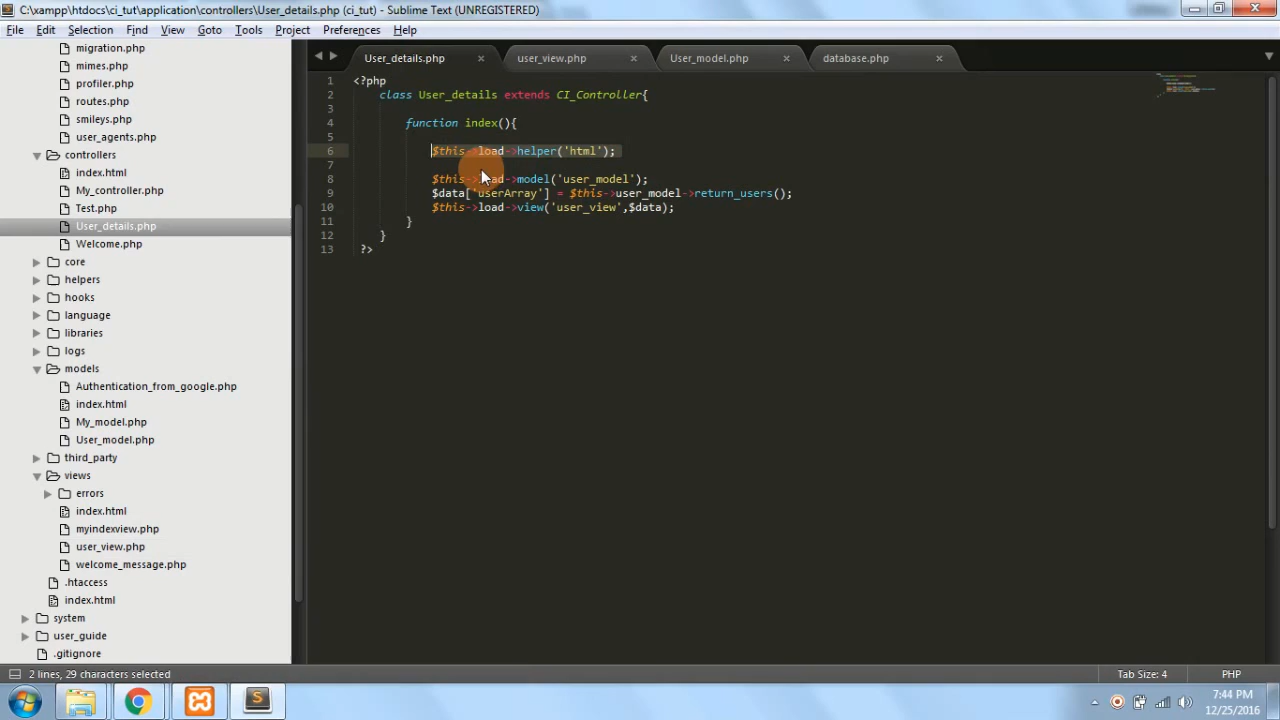 C:\xampp\htdocs\ci_tut\application\controllers\User_details.php (ci_tut) - Sublime Text (UNREGISTERED)
File Edit Selection Find View Goto Tools Project Preferences Help
migration.php
mimes.php
profiler.php
routes.php
smileys.php
user_agents.php
controllers
index.html
My_controller.php
Test.php
User_details.php
Welcome.php
core
helpers
hooks
language
libraries
logs
models
Authentication_from_google.php
index.html
My_model.php
User_model.php
third_party
views
errors
index.html
myindexview.php
user_view.php
welcome_message.php
.htaccess
index.html
system
user_guide
.gitignore
User_details.php user_view.php User_model.php database.php
1 <?php
2 class User_details extends CI_Controller{
3
4 function index(){
5
6 $this->load->helper('html');
7
8 $this->load->model('user_model');
9 $data['userArray'] = $this->user_model->return_users();
10 $this->load->view('user_view',$data);
11 }
12 }
13 ?>
2 lines, 29 characters selected
Tab Size: 4 PHP
7:44 PM
12/25/2016